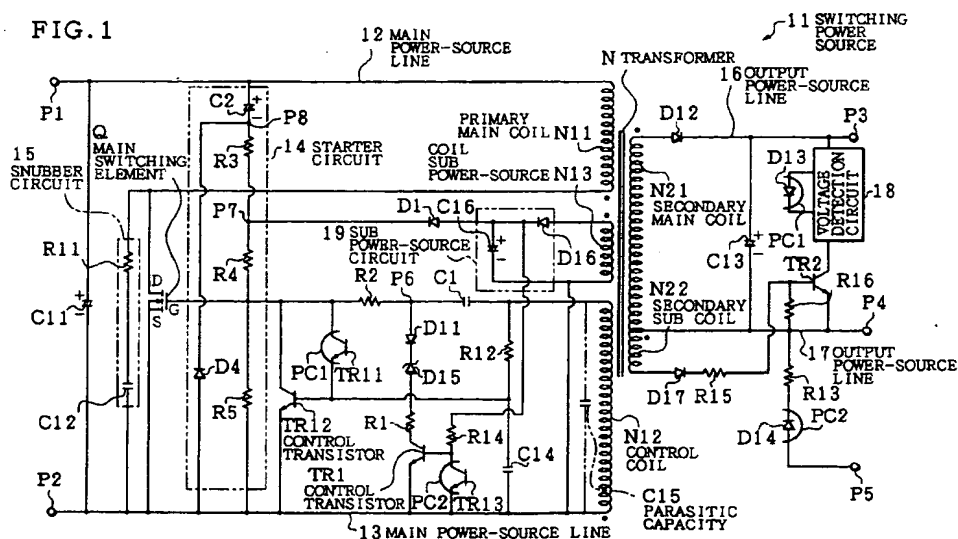 FIG.1
12 MAIN
POWER-SOURCE
LINE
11 SWITCHING
POWER
SOURCE
N TRANSFORMER
16 OUTPUT
POWER-SOURCE
LINE
P1
C2
+
-
P8
D12
P3
Q
MAIN
SWITCHING
ELEMENT
14 STARTER
CIRCUIT
R3
PRIMARY
MAIN COIL N11
COIL
SUB
POWER-SOURCE N13
15
SNUBBER
CIRCUIT
D13
VOLTAGE
DETECTION
CIRCUIT
18
PC1
N21
SECONDARY
MAIN COIL
P7
D1
C16
+
-
19 SUB
POWER-SOURCE
CIRCUIT
D16
R11
R4
R2
P6
C1
C13
+
-
TR2
R16
P4
N22
SECONDARY
SUB COIL
C11
+
-
D
S
G
D11
R12
D15
PC1
TR11
D4
17 OUTPUT
POWER-SOURCE
LINE
D17
R15
R13
C12
R5
TR12
CONTROL
TRANSISTOR
R1
R14
C14
N12
CONTROL
COIL
D14
PC2
TR1
CONTROL
TRANSISTOR
PC2
TR13
C15
PARASITIC
CAPACITY
P5
P2
13 MAIN POWER-SOURCE LINE